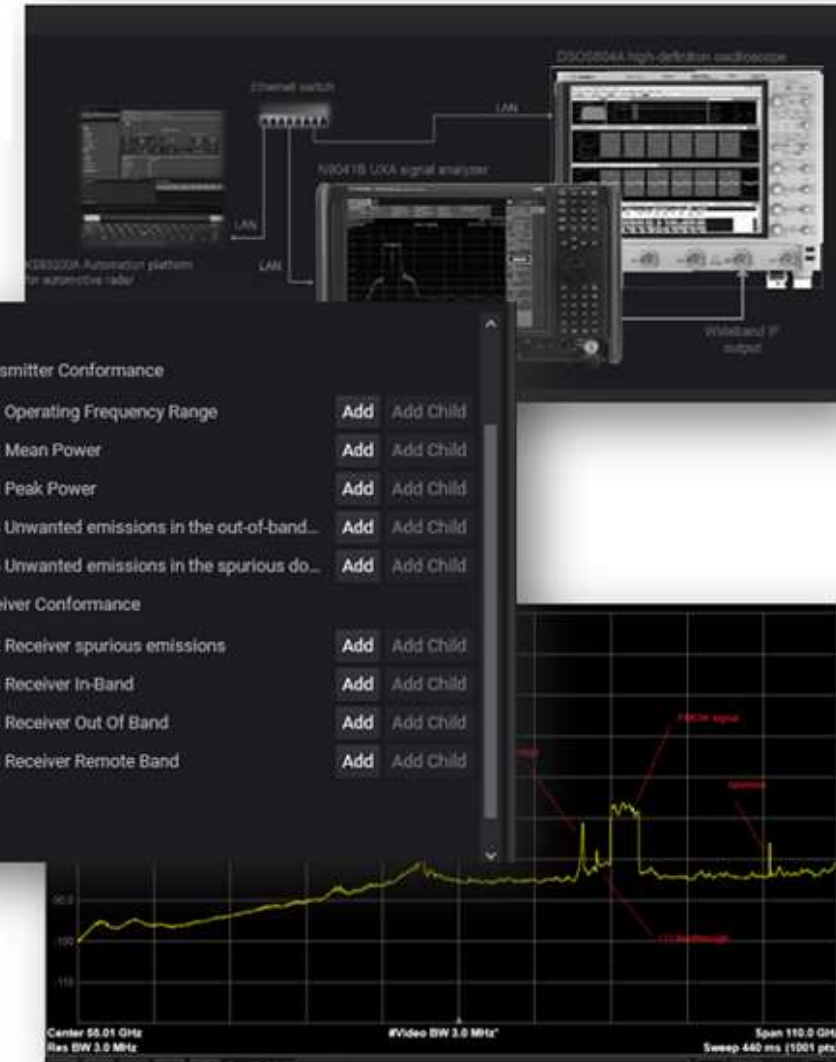 DSOS804A high-definition oscilloscope
Ethernet switch
LAN
N9041B UXA signal analyzer
LAN
LAN
Automation platform
for automotive radar
Wideband IF
output
smitter Conformance
Operating Frequency Range Add Add Child
Mean Power Add Add Child
Peak Power Add Add Child
Unwanted emissions in the out-of-band... Add Add Child
Unwanted emissions in the spurious do... Add Add Child
eiver Conformance
Receiver spurious emissions Add Add Child
Receiver In-Band Add Add Child
Receiver Out Of Band Add Add Child
Receiver Remote Band Add Add Child
FMCW signal
spurious
-90.0
-100
-110
Center 55.01 GHz #Video BW 3.0 MHz* Span 110.0 GHz
Res BW 3.0 MHz Sweep 440 ms (1001 pts